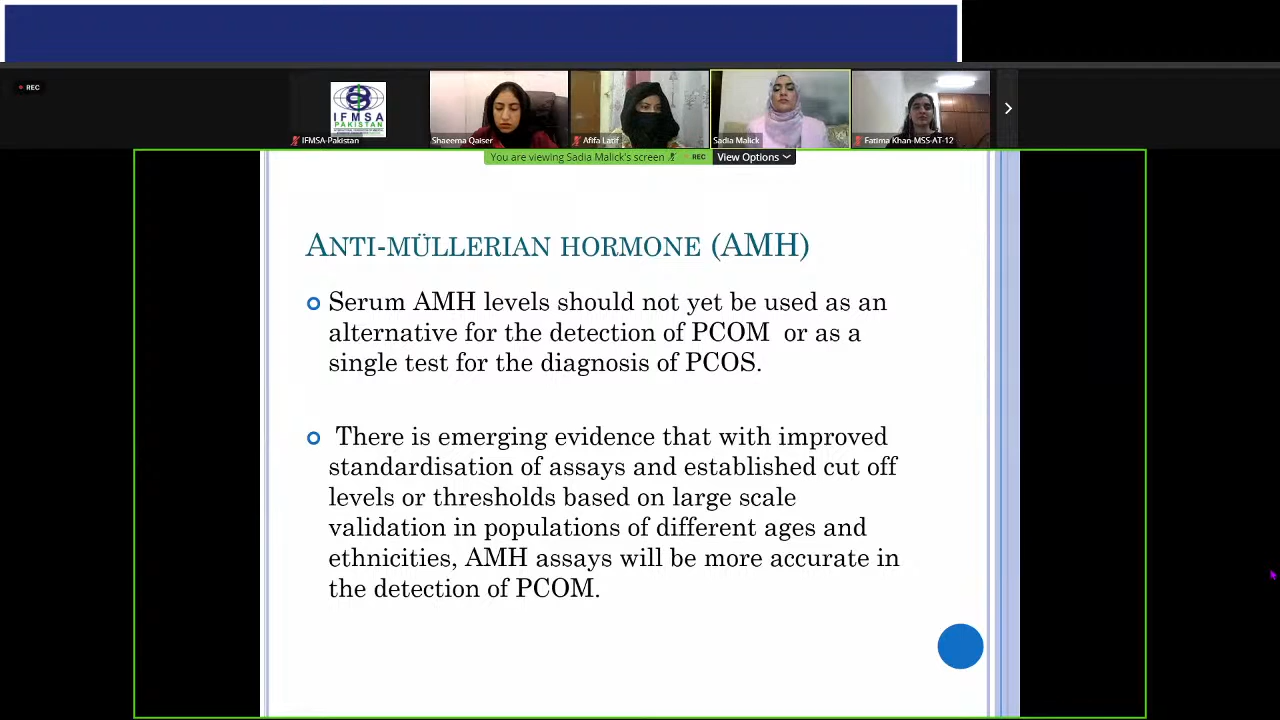 REC
IFMSA
PAKISTAN
IFMSA-Pakistan
Shaeema Qaiser
Afifa Latif
Sadia Malick
Fatima Khan-MSS-AT-12
You are viewing Sadia Malick's screen
REC
View Options
ANTI-MÜLLERIAN HORMONE (AMH)
Serum AMH levels should not yet be used as an
alternative for the detection of PCOM or as a
single test for the diagnosis of PCOS.
There is emerging evidence that with improved
standardisation of assays and established cut off
levels or thresholds based on large scale
validation in populations of different ages and
ethnicities, AMH assays will be more accurate in
the detection of PCOM.